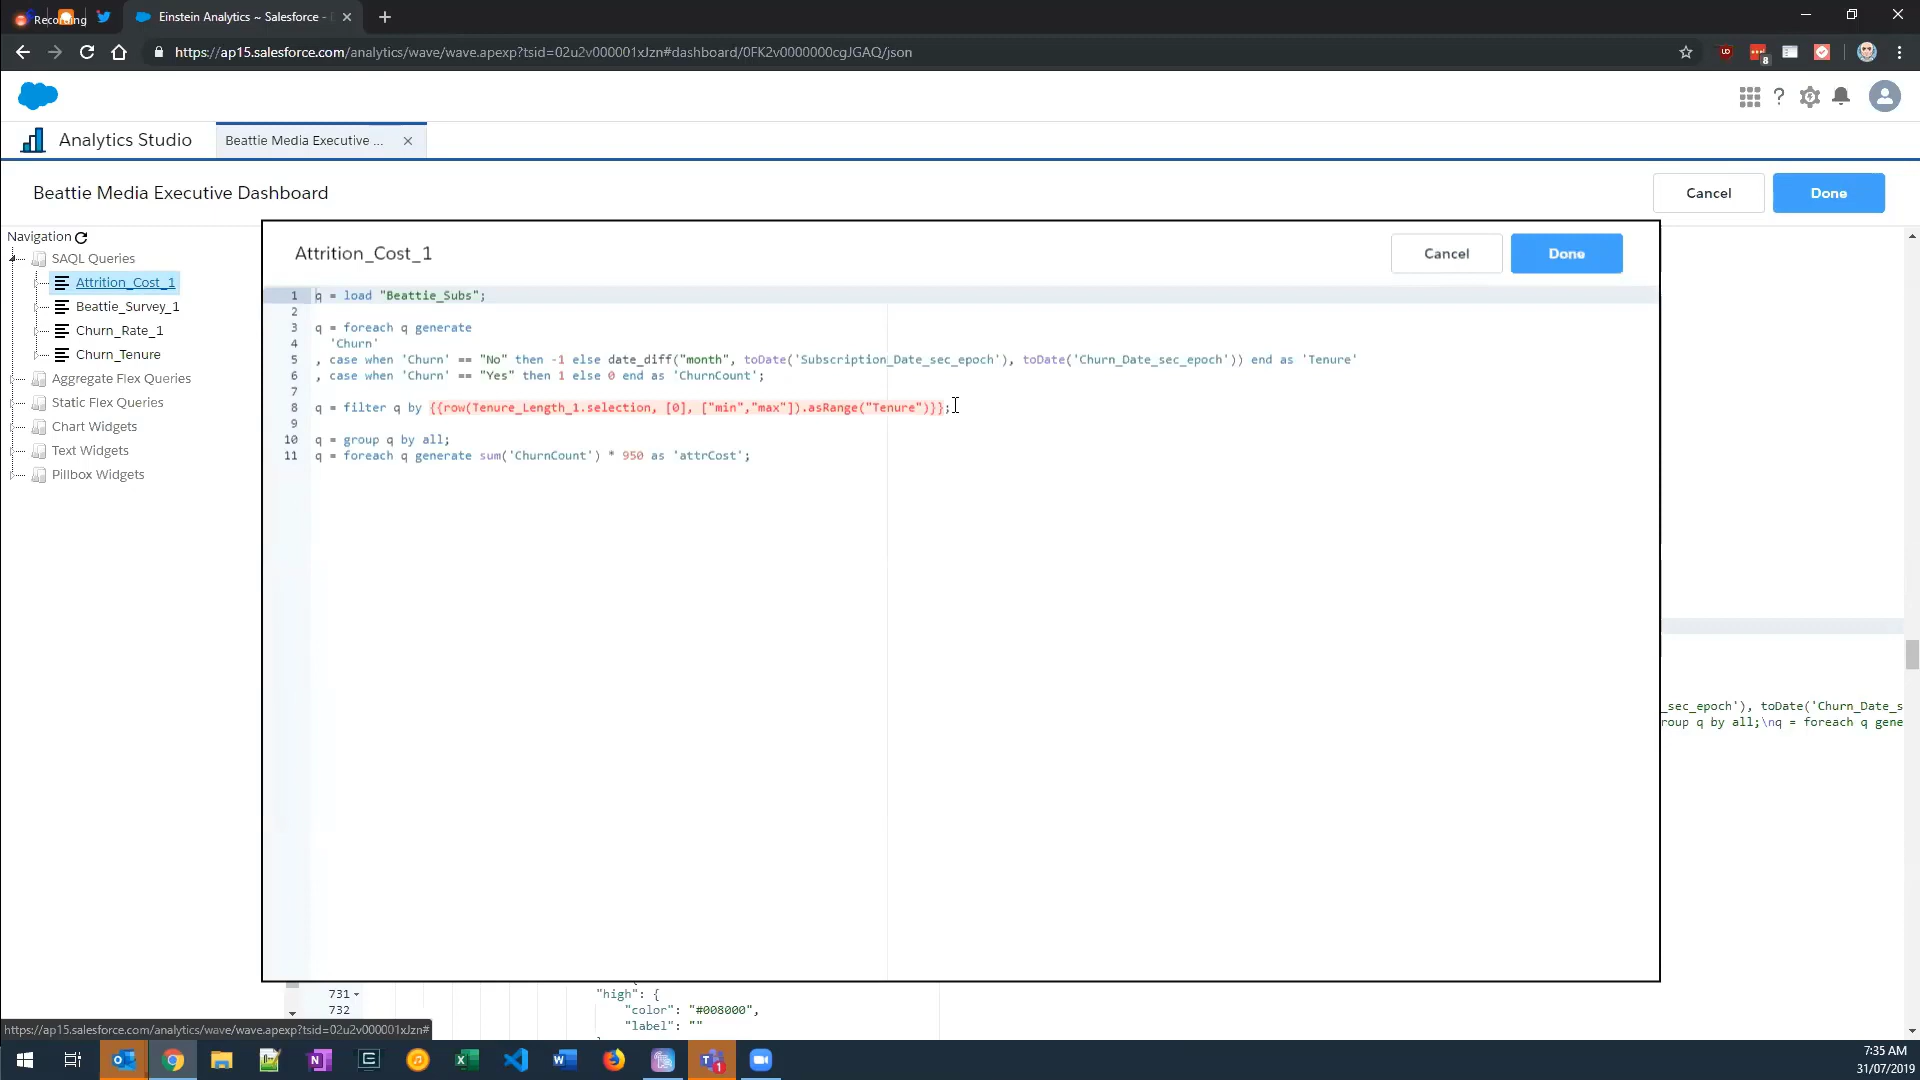 Recording
Einstein Analytics ~ Salesforce -
https://ap15.salesforce.com/analytics/wave/wave.apexp?tsid=02u2v000001xJzn#dashboard/0FK2v0000000cgJGAQ/json
UD
8
Analytics Studio
Beattie Media Executive ...
Beattie Media Executive Dashboard
Cancel
Done
Navigation
SAQL Queries
Attrition_Cost_1
Beattie_Survey_1
Churn_Rate_1
Churn_Tenure
Aggregate Flex Queries
Static Flex Queries
Chart Widgets
Text Widgets
Pillbox Widgets
Attrition_Cost_1
Cancel
Done
1 q = load "Beattie_Subs";
2
3 q = foreach q generate
4 'Churn'
5 , case when 'Churn' == "No" then -1 else date_diff("month", toDate('Subscription_Date_sec_epoch'), toDate('Churn_Date_sec_epoch')) end as 'Tenure'
6 , case when 'Churn' == "Yes" then 1 else 0 end as 'ChurnCount';
7
8 q = filter q by {{row(Tenure_Length_1.selection, [0], ["min","max"]).asRange("Tenure")}};
9
10 q = group q by all;
11 q = foreach q generate sum('ChurnCount') * 950 as 'attrCost';
_sec_epoch'), toDate('Churn_Date_s
roup q by all;\nq = foreach q gene
731 "high": {
732 "color": "#008000",
"label": ""
https://ap15.salesforce.com/analytics/wave/wave.apexp?tsid=02u2v000001xJzn#
1
7:35 AM
31/07/2019